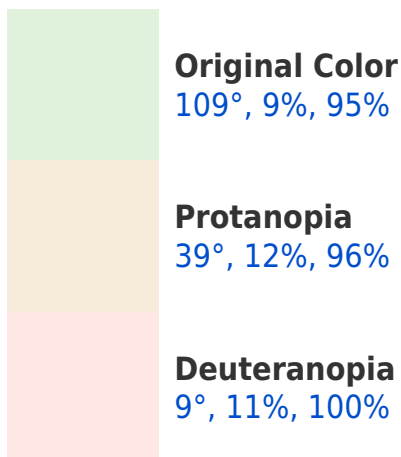 Original Color
109°, 9%, 95%
Protanopia
39°, 12%, 96%
Deuteranopia
9°, 11%, 100%